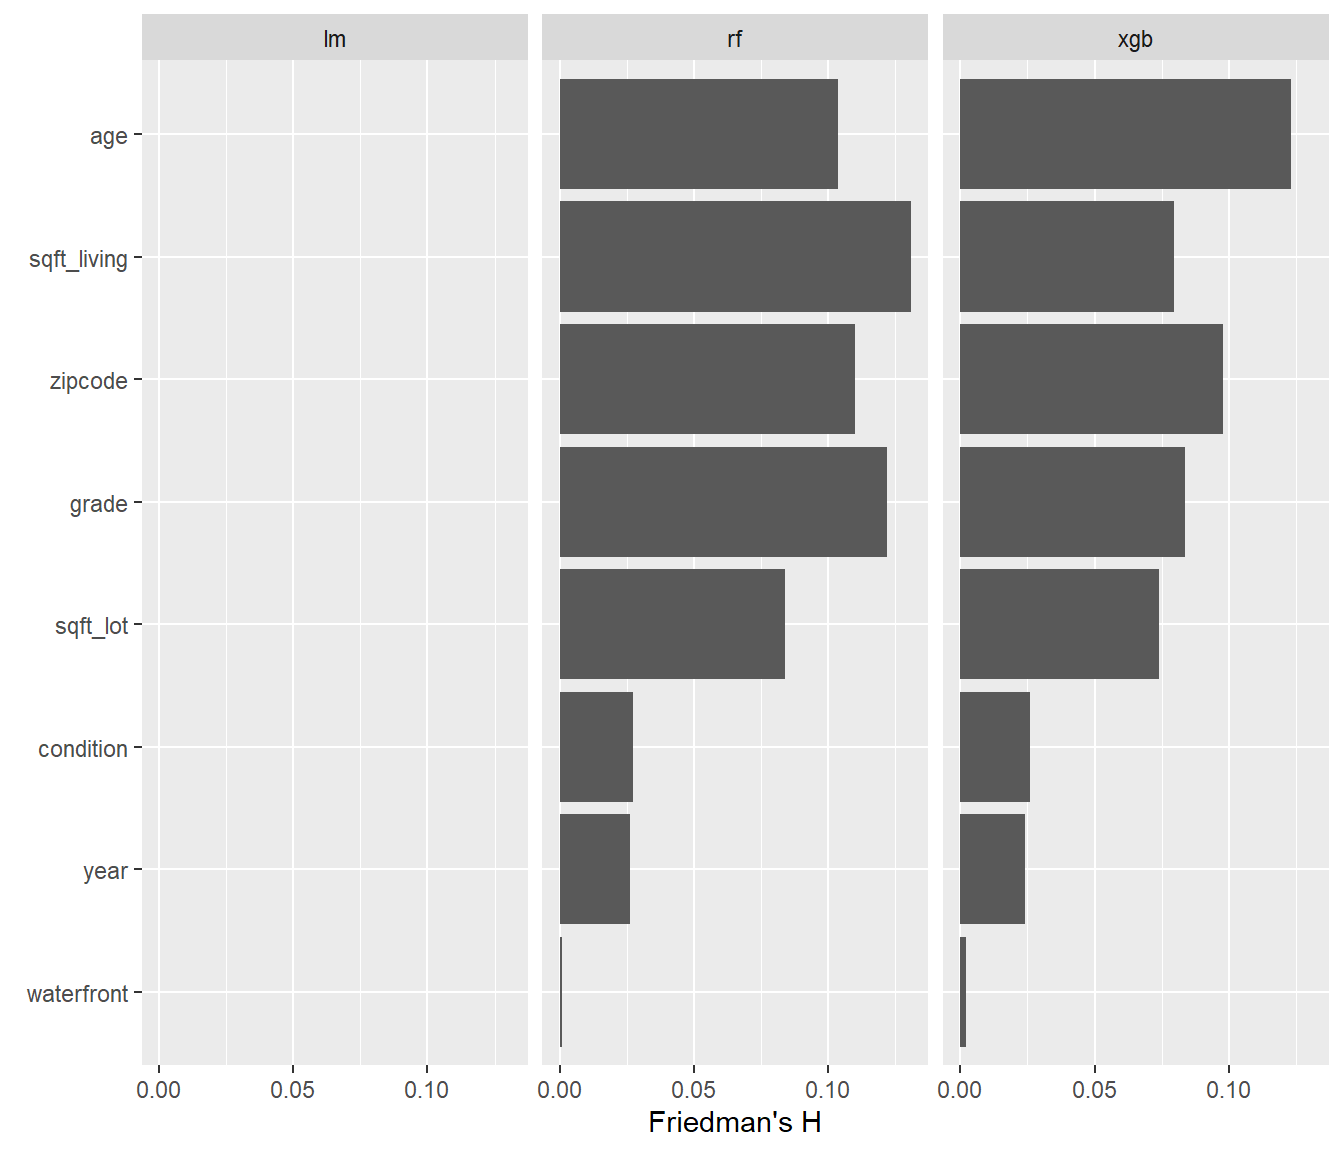 lm rf xgb
age
sqft_living
zipcode
grade
sqft_lot
condition
year
waterfront
0.00 0.05 0.10 0.00 0.05 0.10 0.00 0.05 0.10
Friedman's H